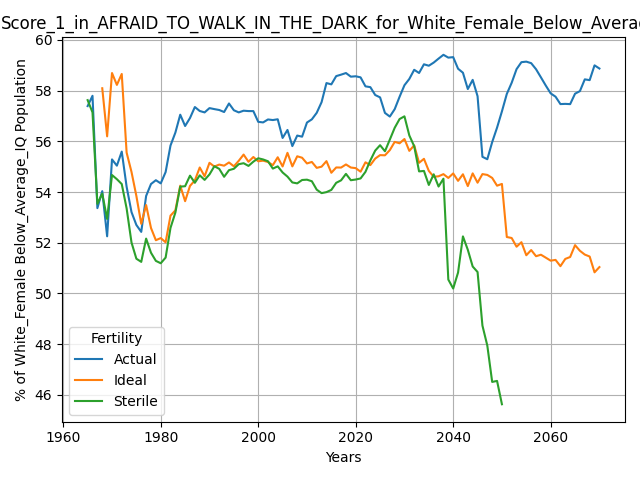 Score_1_in_AFRAID_TO_WALK_IN_THE_DARK_for_White_Female_Below_Avera
% of White_Female Below_Average_IQ Population
60
58
56
54
52
50
48
46
1960
1980
2000
2020
2040
2060
Years
Fertility
Actual
Ideal
Sterile